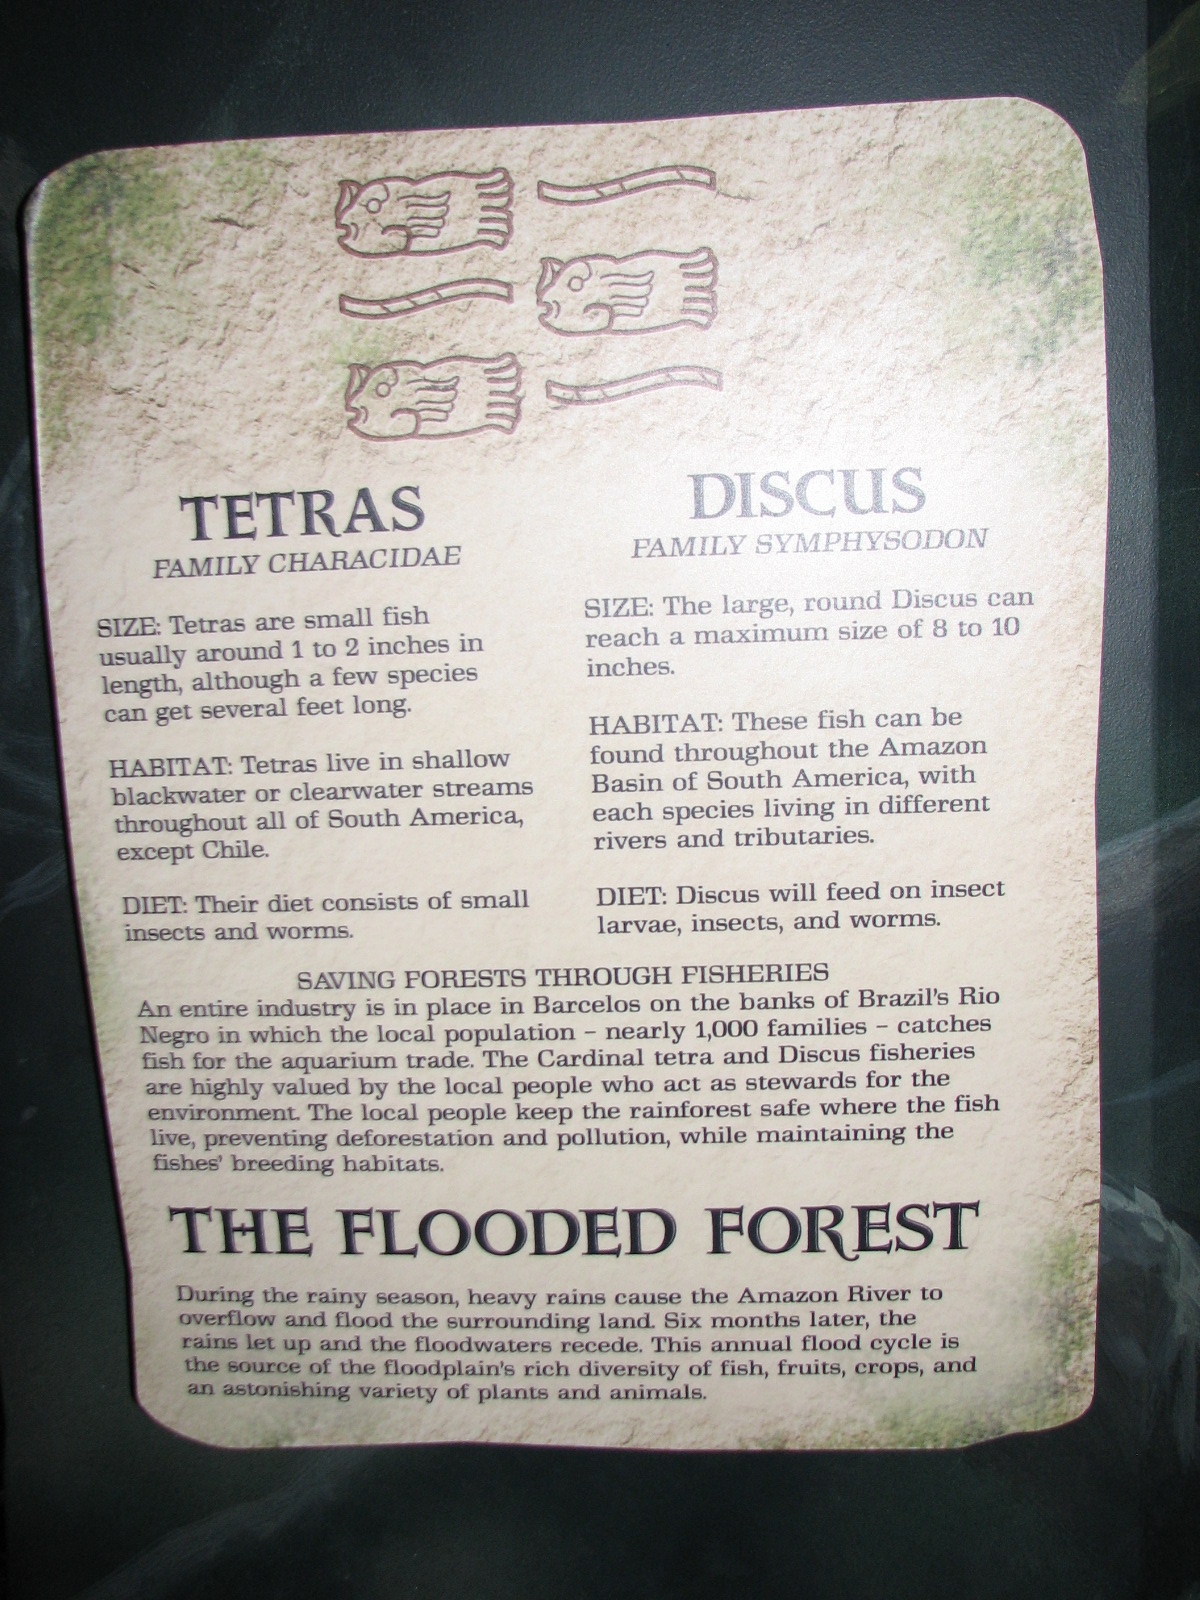 TETRAS
FAMILY CHARACIDAE
SIZE: Tetras are small fish
usually around 1 to 2 inches in
length, although a few species
can get several feet long.
HABITAT: Tetras live in shallow
blackwater or clearwater streams
throughout all of South America,
except Chile.
DIET: Their diet consists of small
insects and worms.
DISCUS
FAMILY SYMPHYSODON
SIZE: The large, round Discus can
reach a maximum size of 8 to 10
inches.
HABITAT: These fish can be
found throughout the Amazon
Basin of South America, with
each species living in different
rivers and tributaries.
DIET: Discus will feed on insect
larvae, insects, and worms.
SAVING FORESTS THROUGH FISHERIES
An entire industry is in place in Barcelos on the banks of Brazil's Rio
Negro in which the local population – nearly 1,000 families – catches
fish for the aquarium trade. The Cardinal tetra and Discus fisheries
are highly valued by the local people who act as stewards for the
environment. The local people keep the rainforest safe where the fish
live, preventing deforestation and pollution, while maintaining the
fishes' breeding habitats.
THE FLOODED FOREST
During the rainy season, heavy rains cause the Amazon River to
overflow and flood the surrounding land. Six months later, the
rains let up and the floodwaters recede. This annual flood cycle is
the source of the floodplain's rich diversity of fish, fruits, crops, and
an astonishing variety of plants and animals.